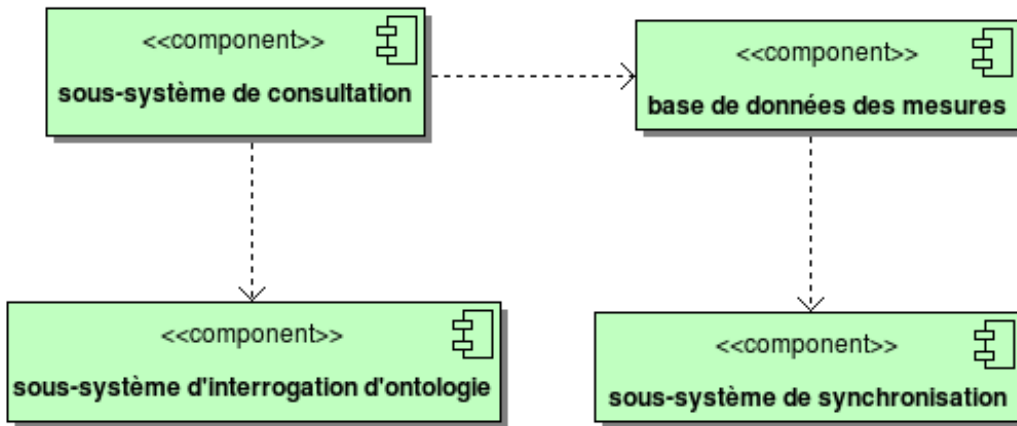 <<component>>
sous-système de consultation
<<component>>
base de données des mesures
<<component>>
sous-système d'interrogation d'ontologie
<<component>>
sous-système de synchronisation